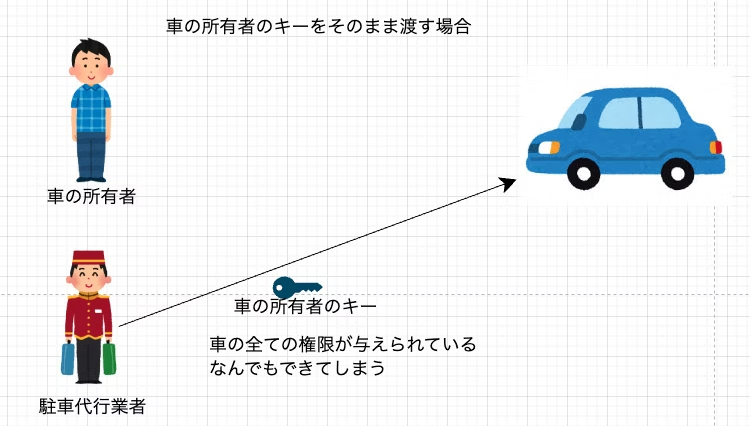 車の所有者のキーをそのまま渡す場合
車の所有者
車の所有者のキー
車の全ての権限が与えられている
なんでもできてしまう
駐車代行業者